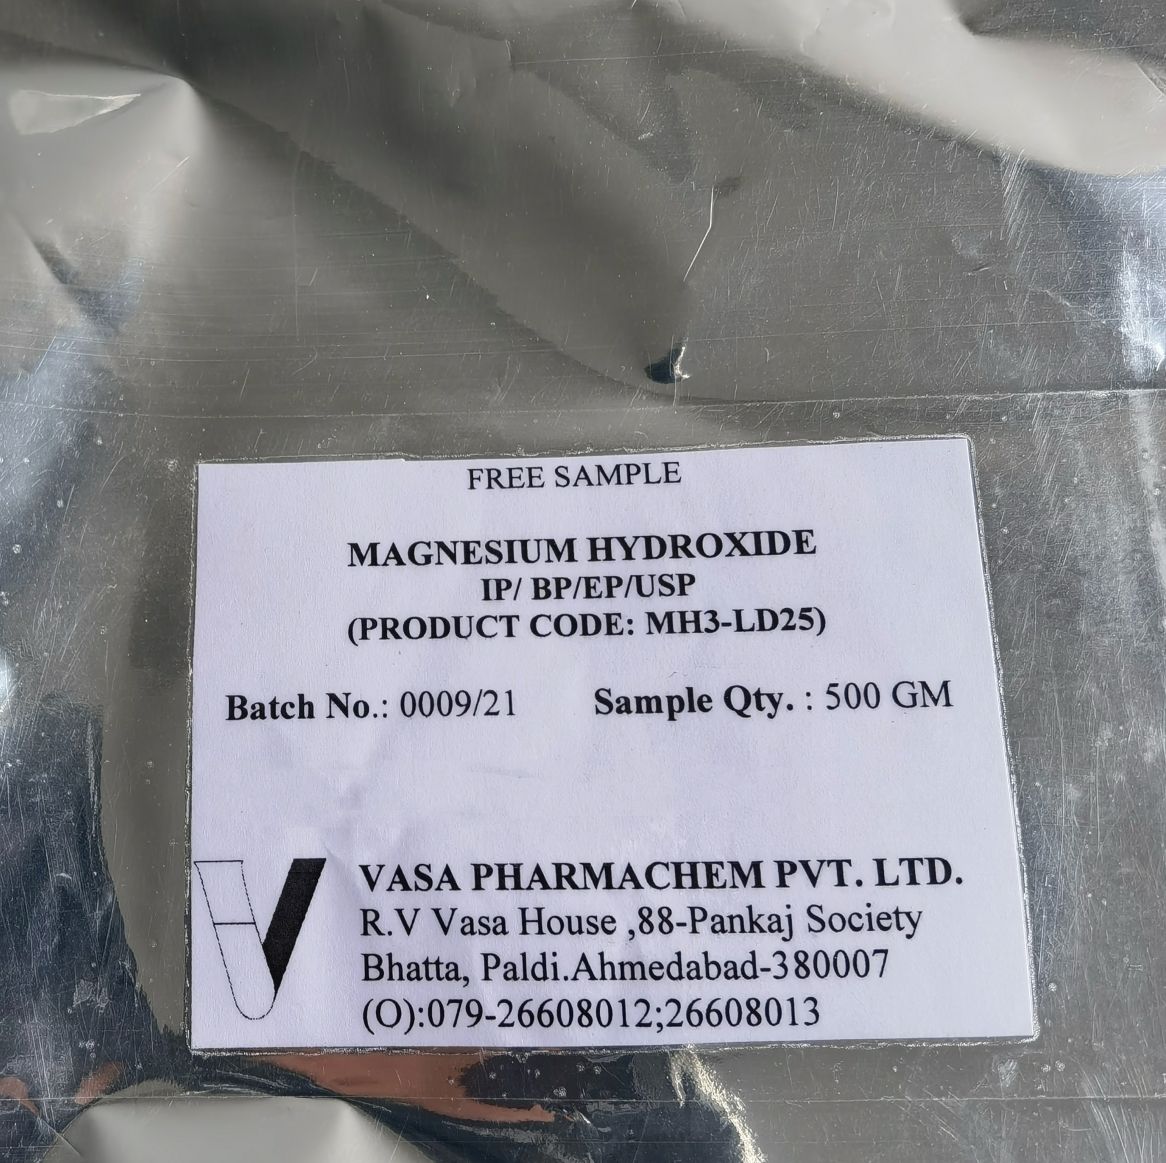 FREE SAMPLE
MAGNESIUM HYDROXIDE
IP/ BP/EP/USP
(PRODUCT CODE: MH3-LD25)
Batch No.: 0009/21 Sample Qty. : 500 GM
VASA PHARMACHEM PVT. LTD.
R.V Vasa House ,88-Pankaj Society
Bhatta, Paldi.Ahmedabad-380007
(O):079-26608012;26608013